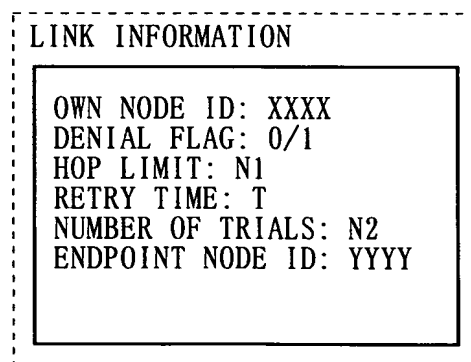 LINK INFORMATION
OWN NODE ID: XXXX
DENIAL FLAG: 0/1
HOP LIMIT: N1
RETRY TIME: T
NUMBER OF TRIALS: N2
ENDPOINT NODE ID: YYYY